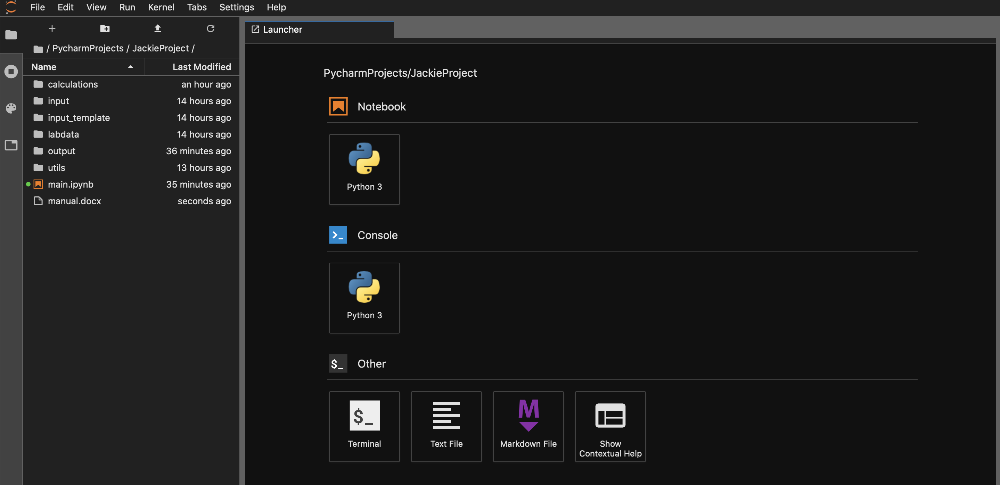 File Edit View Run Kernel Tabs Settings Help
Launcher
/ PycharmProjects / JackieProject /
Name Last Modified
calculations an hour ago
input 14 hours ago
input_template 14 hours ago
labdata 14 hours ago
output 36 minutes ago
utils 13 hours ago
main.ipynb 35 minutes ago
manual.docx seconds ago
PycharmProjects/JackieProject
Notebook
Python 3
Console
Python 3
$_ Other
$_
Terminal
Text File
M
Markdown File
Show
Contextual Help